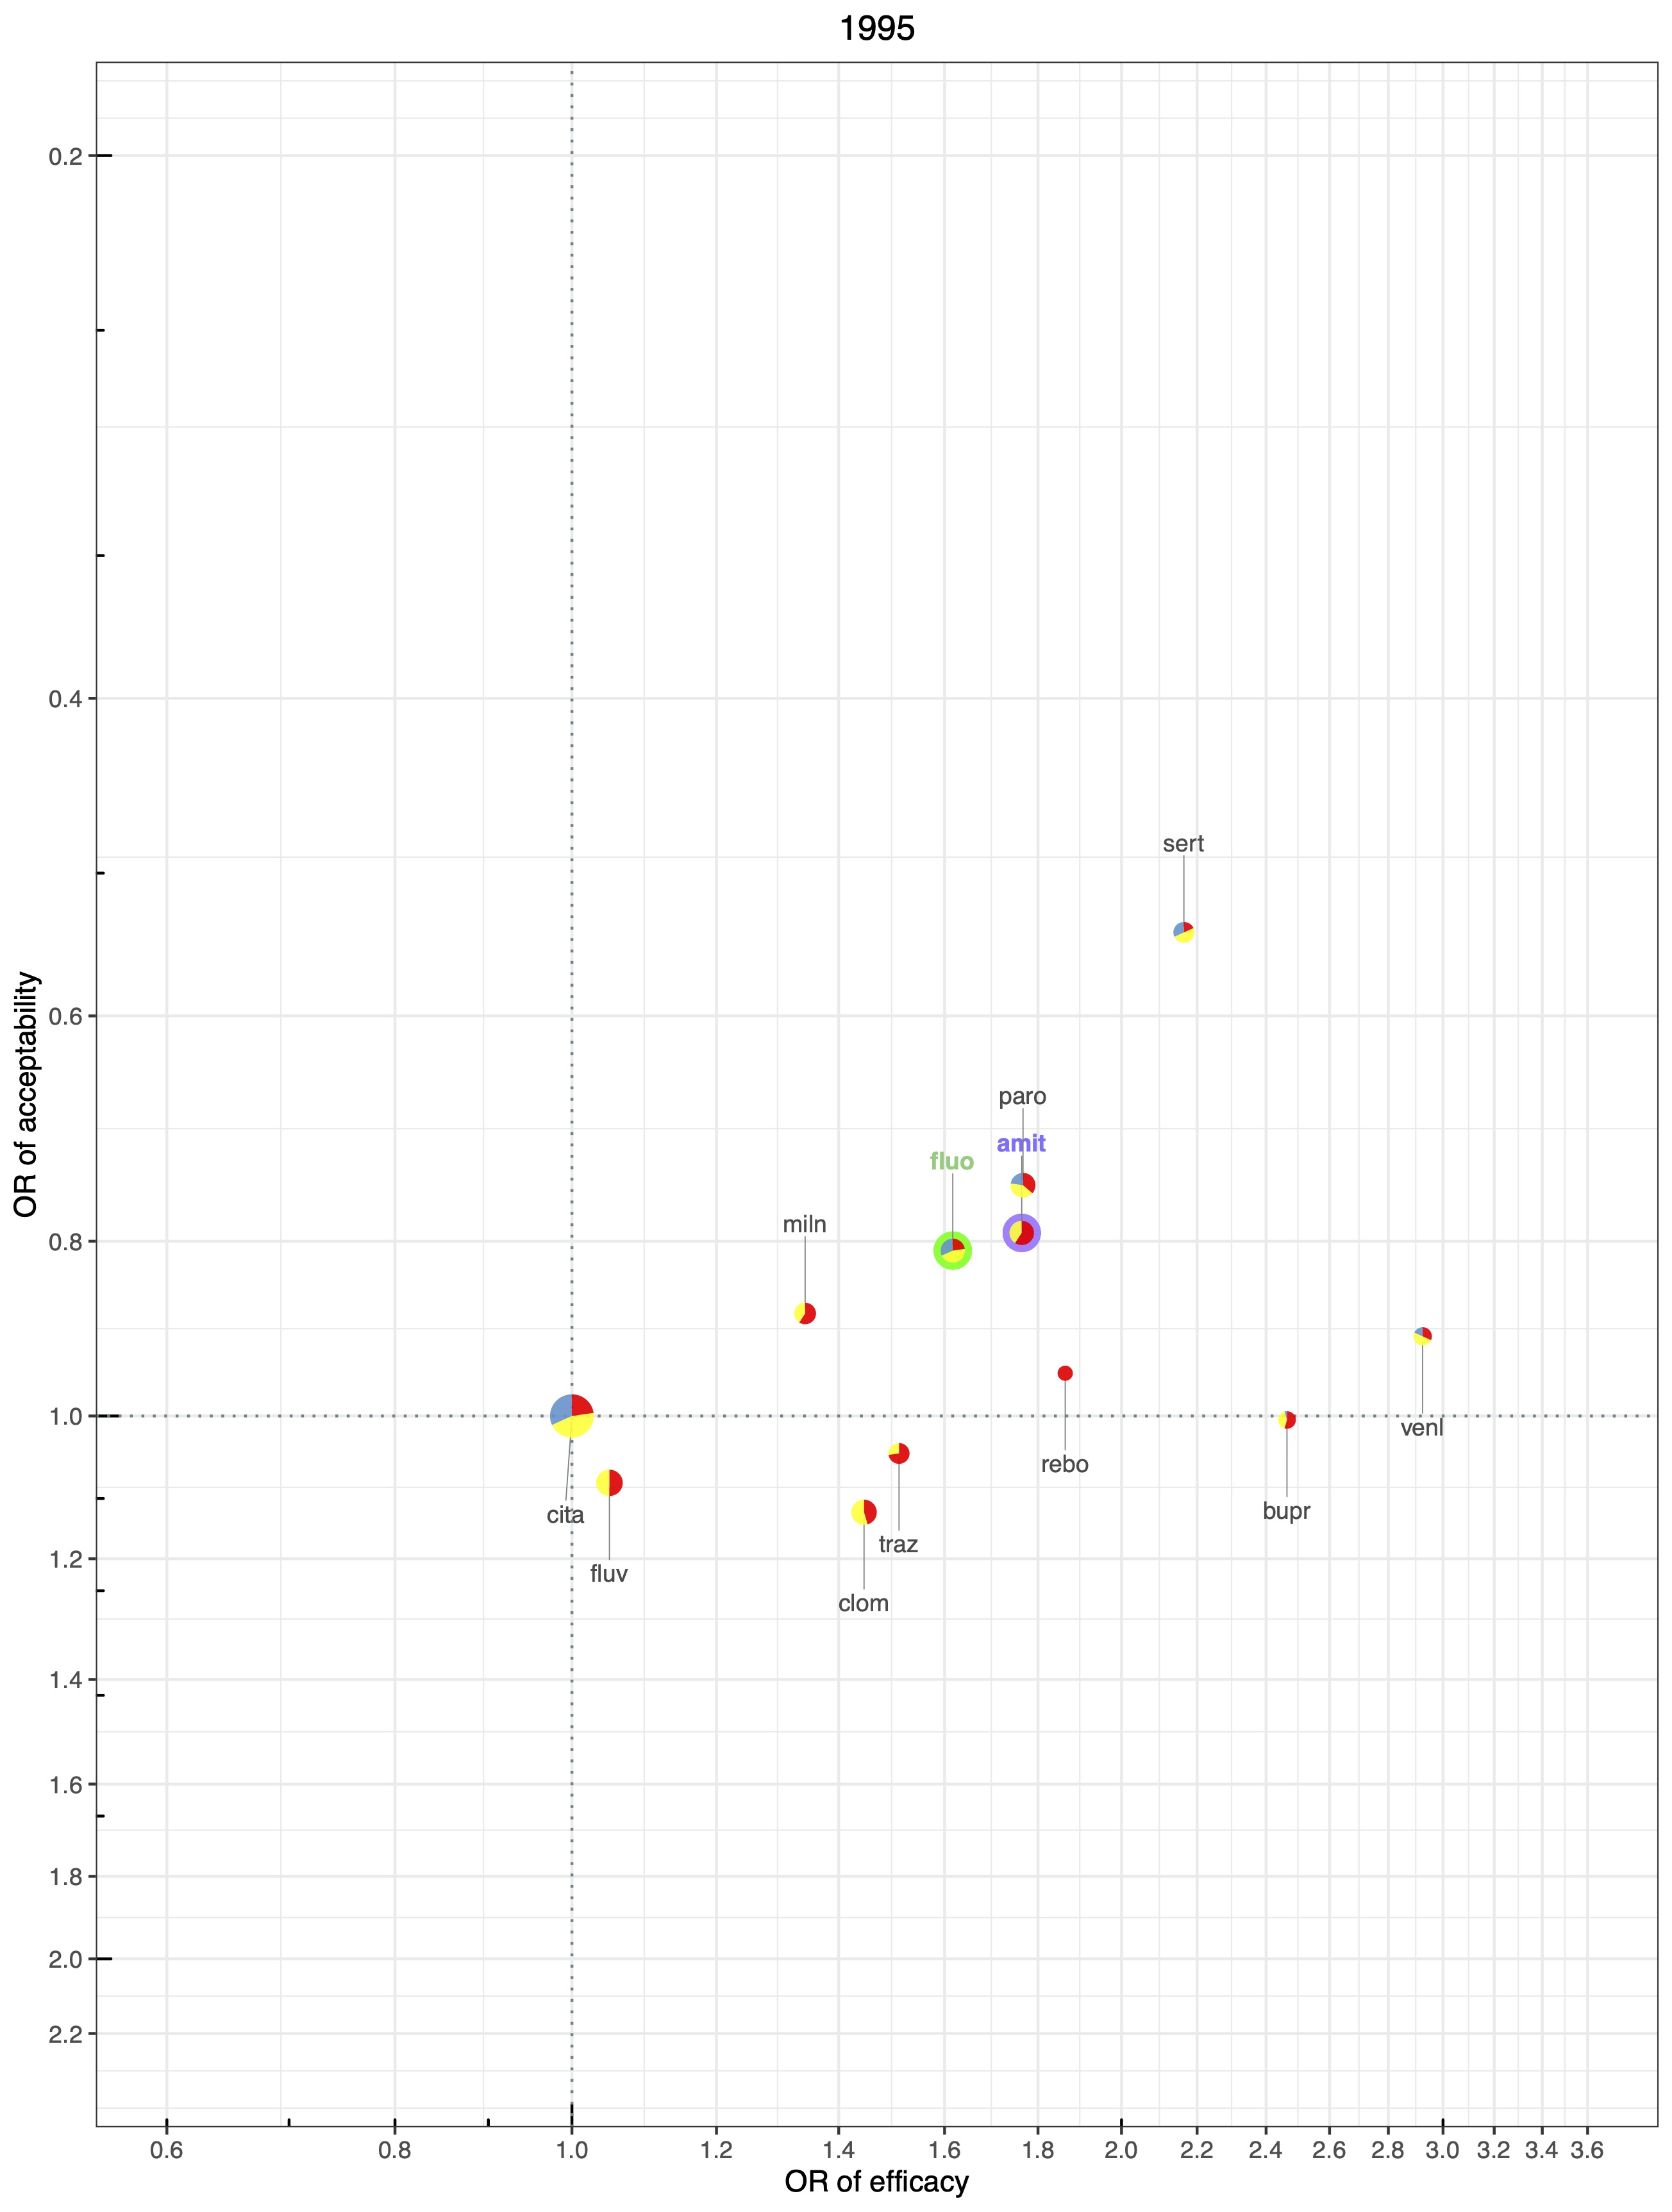 1995
OR of acceptability
0.2
0.4
0.6
0.8
1.0
1.2
1.4
1.6
1.8
2.0
2.2
sert
paro
amit
fluo
miln
venl
rebo
bupr
cita
traz
fluv
clom
0.6 0.8 1.0 1.2 1.4 1.6 1.8 2.0 2.2 2.4 2.6 2.8 3.0 3.2 3.4 3.6
OR of efficacy